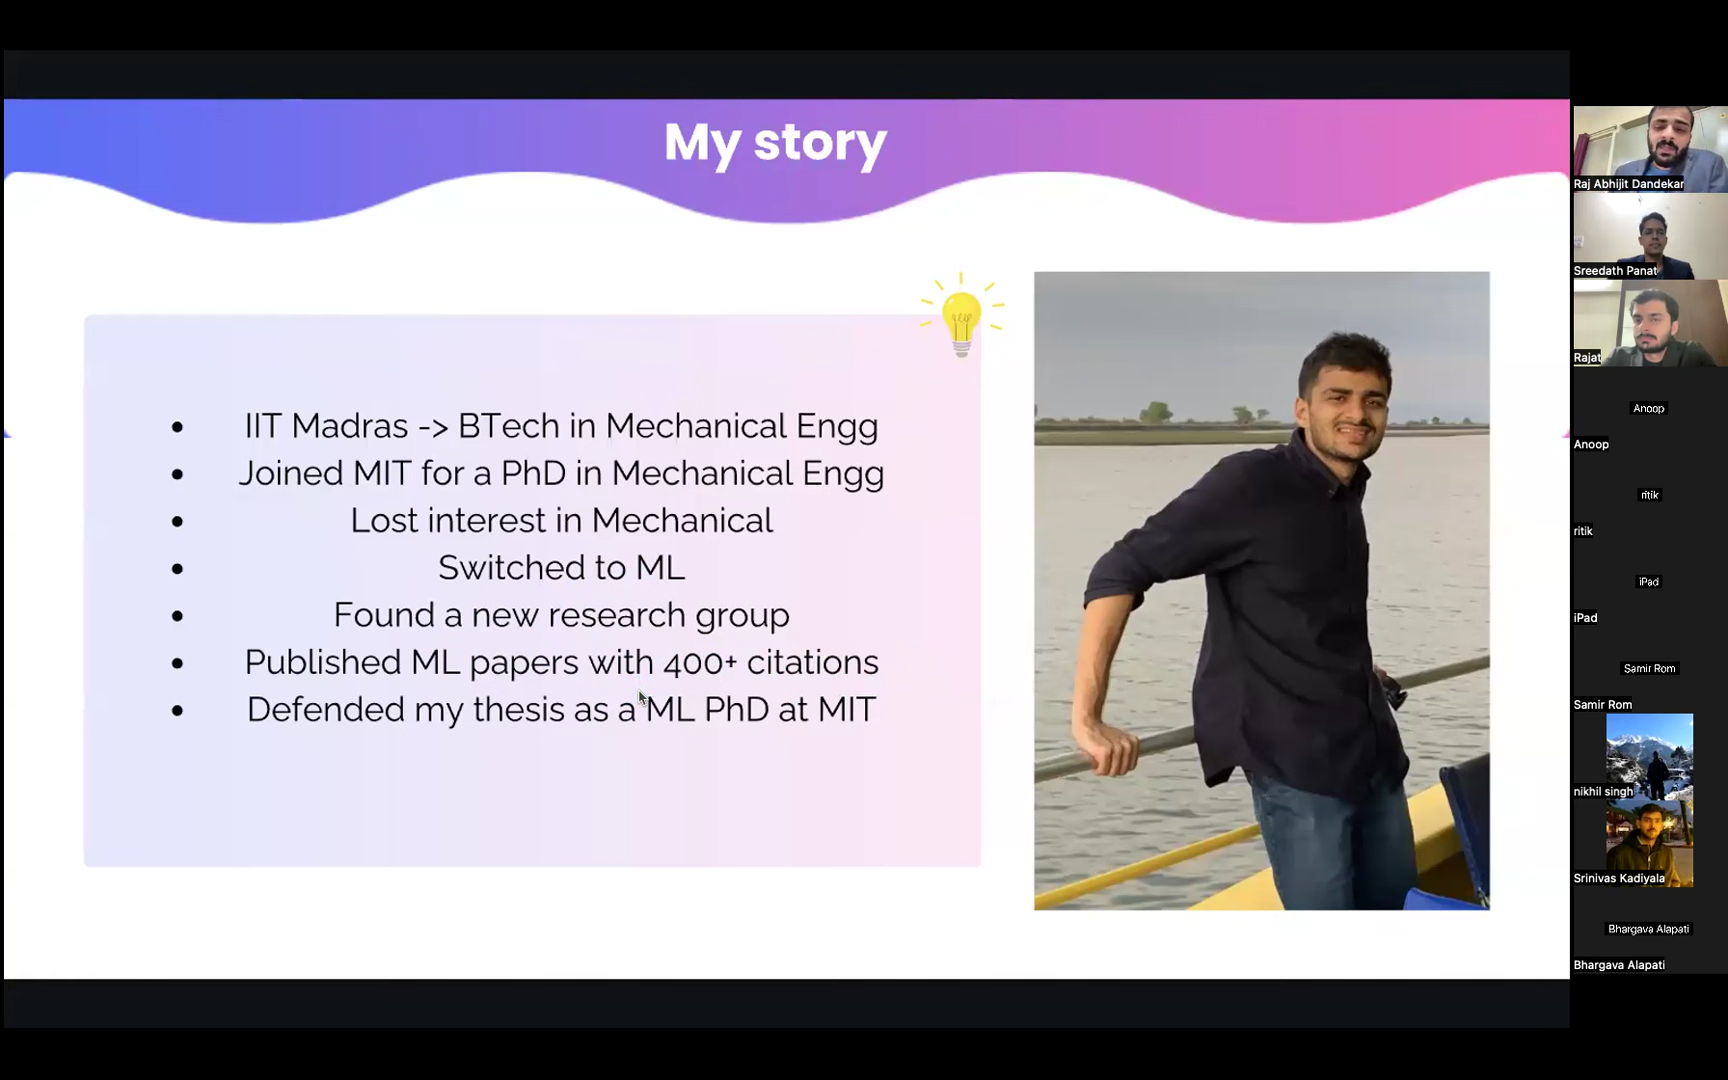 My story
IIT Madras -> BTech in Mechanical Engg
Joined MIT for a PhD in Mechanical Engg
Lost interest in Mechanical
Switched to ML
Found a new research group
Published ML papers with 400+ citations
Defended my thesis as a ML PhD at MIT
Raj Abhijit Dandekar
Sreedath Panat
Rajat
Anoop
Anoop
ritik
ritik
iPad
iPad
Samir Rom
Samir Rom
nikhil singh
Srinivas Kadiyala
Bhargava Alapati
Bhargava Alapati